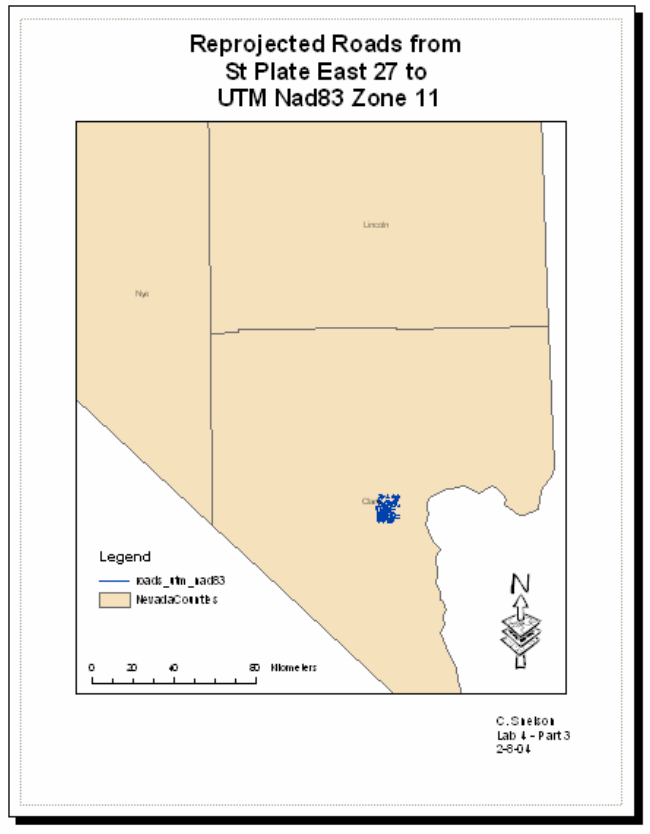 Reprojected Roads from
St Plate East 27 to
UTM Nad83 Zone 11
Lincoln
Nye
Legend
roads_utm_nad83
NevadaCounties
0 20 40 80 Kilometers
N
C. Snelson
Lab 4 - Part 3
2-8-04